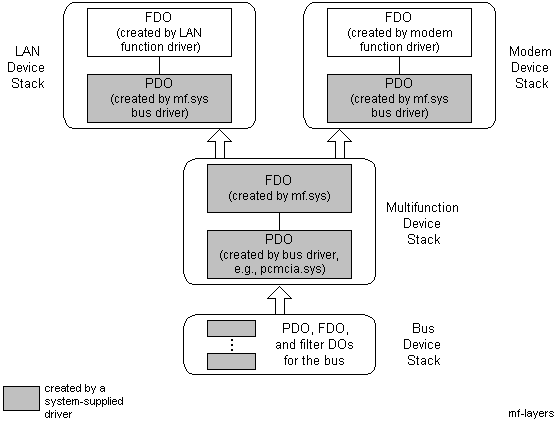 LAN
Device
Stack
FDO
(created by LAN
function driver)
PDO
(created by mf.sys
bus driver)
FDO
(created by modem
function driver)
PDO
(created by mf.sys
bus driver)
Modem
Device
Stack
FDO
(created by mf.sys)
PDO
(created by bus driver,
e.g., pcmcia.sys)
Multifunction
Device
Stack
PDO, FDO,
and filter DOs
for the bus
Bus
Device
Stack
created by a
system-supplied
driver
mf-layers